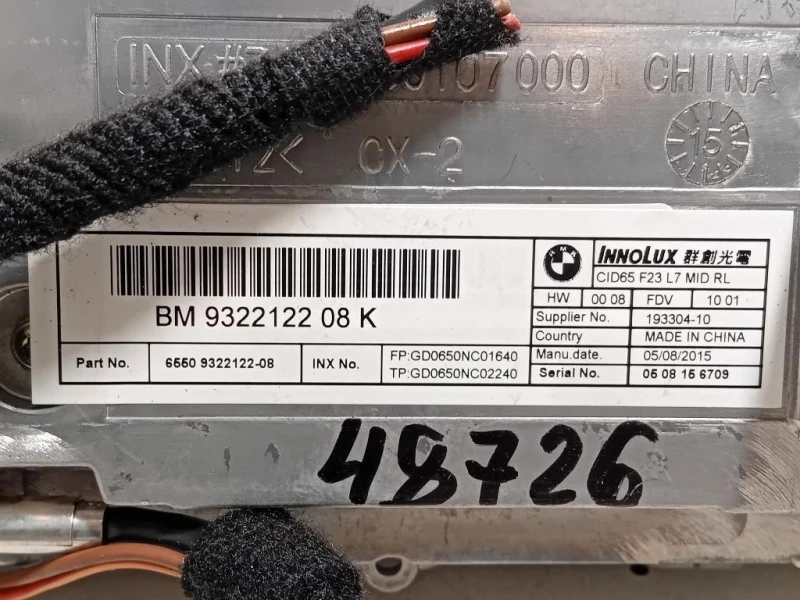 INX
107000
CHINA
CX-2
15
BMW
INNOLUX 群創光電
CID65 F23 L7 MID RL
BM 9322122 08 K
HW 00 08 FDV 10 01
Supplier No. 193304-10
Country MADE IN CHINA
Part No. 6550 9322122-08 INX No. FP:GD0650NC01640
TP:GD0650NC02240
Manu.date. 05/08/2015
Serial No. 05 08 15 6709
48726